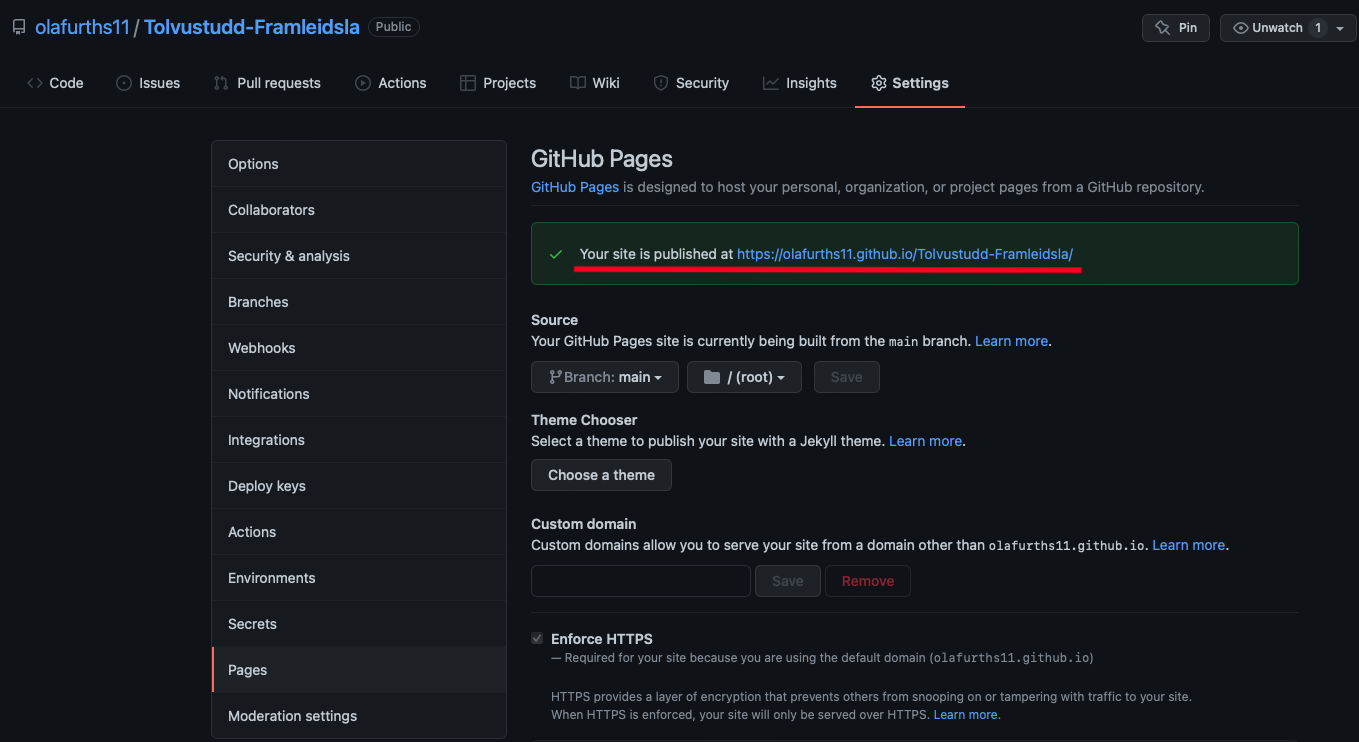 olafurths11 / Tolvustudd-Framleidsla Public
Pin
Unwatch 1
Code
Issues
Pull requests
Actions
Projects
Wiki
Security
Insights
Settings
Options
Collaborators
Security & analysis
Branches
Webhooks
Notifications
Integrations
Deploy keys
Actions
Environments
Secrets
Pages
Moderation settings
GitHub Pages
GitHub Pages is designed to host your personal, organization, or project pages from a GitHub repository.
Your site is published at https://olafurths11.github.io/Tolvustudd-Framleidsla/
Source
Your GitHub Pages site is currently being built from the main branch. Learn more.
Branch: main
/ (root)
Save
Theme Chooser
Select a theme to publish your site with a Jekyll theme. Learn more.
Choose a theme
Custom domain
Custom domains allow you to serve your site from a domain other than olafurths11.github.io. Learn more.
Save
Remove
Enforce HTTPS
— Required for your site because you are using the default domain (olafurths11.github.io)
HTTPS provides a layer of encryption that prevents others from snooping on or tampering with traffic to your site.
When HTTPS is enforced, your site will only be served over HTTPS. Learn more.